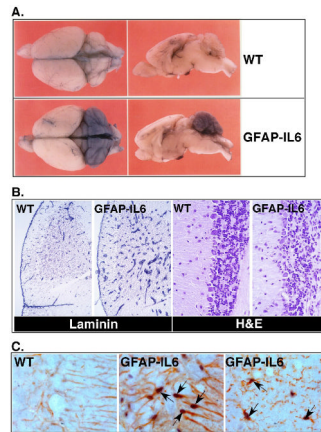 A.
WT
GFAP-IL6
B.
WT GFAP-IL6 WT GFAP-IL6
Laminin H&E
C.
WT GFAP-IL6 GFAP-IL6